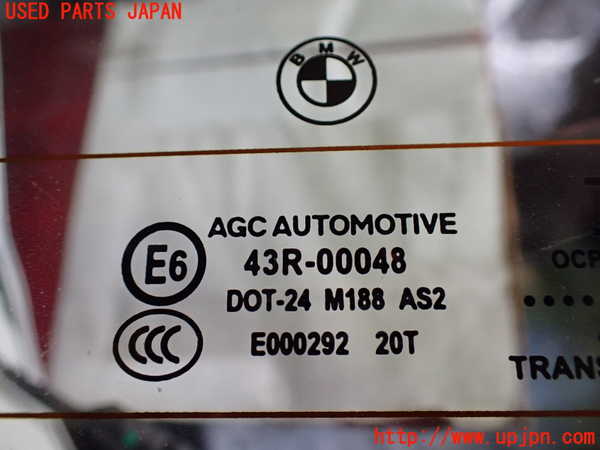 USED PARTS JAPAN
BMW
AGC AUTOMOTIVE
E6
43R-00048
OCP
DOT-24 M188 AS2
CCC
E000292 20T
TRANS
http://www.upjpn.com/